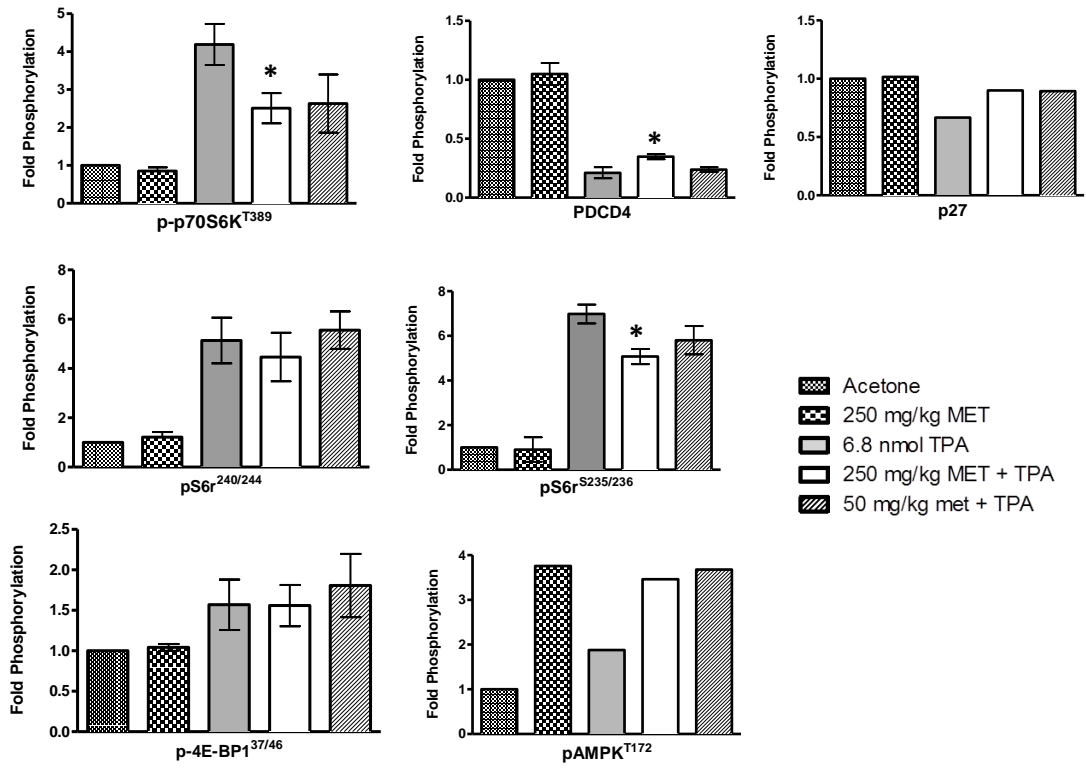 Fold Phosphorylation
5
4
3
2
1
0
*
p-p70S6K^T389
Fold Phosphorylation
1.5
1.0
0.5
0.0
*
PDCD4
Fold Phosphorylation
1.5
1.0
0.5
0.0
p27
Fold Phosphorylation
8
6
4
2
0
pS6r^240/244
Fold Phosphorylation
8
6
4
2
0
*
pS6r^S235/236
Acetone
250 mg/kg MET
6.8 nmol TPA
250 mg/kg MET + TPA
50 mg/kg met + TPA
Fold Phosphorylation
2.5
2.0
1.5
1.0
0.5
0.0
p-4E-BP1^37/46
Fold Phosphorylation
4
3
2
1
0
pAMPK^T172